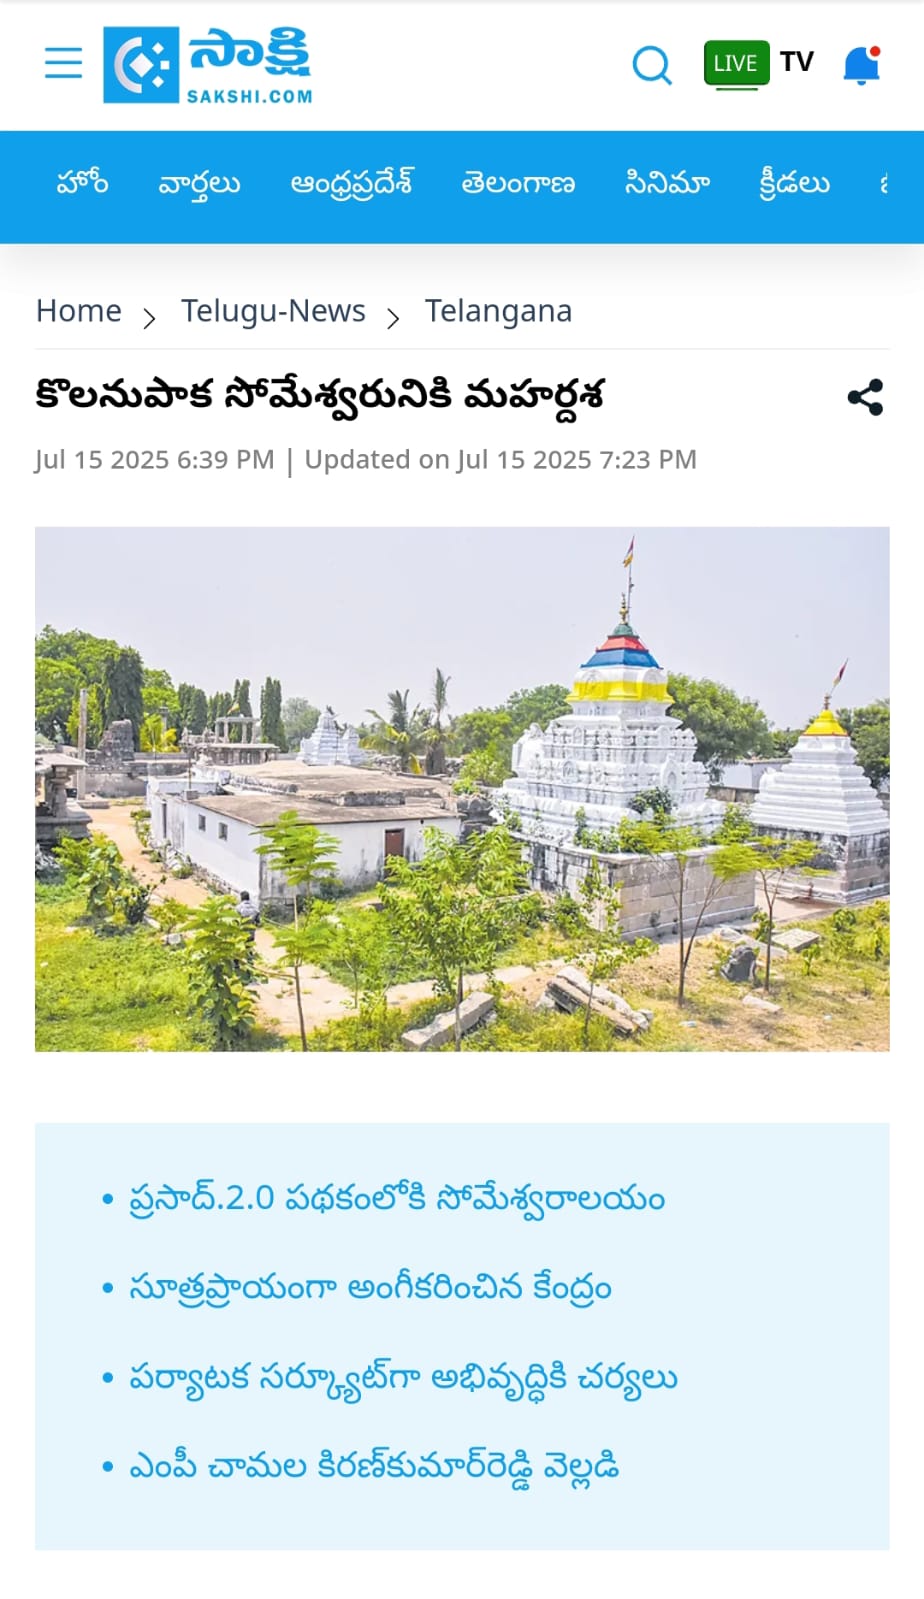 సాక్షి
SAKSHI.COM
LIVE TV
హోం వార్తలు ఆంధ్రప్రదేశ్ తెలంగాణ సినిమా క్రీడలు
Home > Telugu-News > Telangana
కొలనుపాక సోమేశ్వరునికి మహర్దశ
Jul 15 2025 6:39 PM | Updated on Jul 15 2025 7:23 PM
• ప్రసాద్.2.0 పథకంలోకి సోమేశ్వరాలయం
• సూత్రప్రాయంగా అంగీకరించిన కేంద్రం
• పర్యాటక సర్క్యూట్‌గా అభివృద్ధికి చర్యలు
• ఎంపీ చామల కిరణ్‌కుమార్‌రెడ్డి వెల్లడి